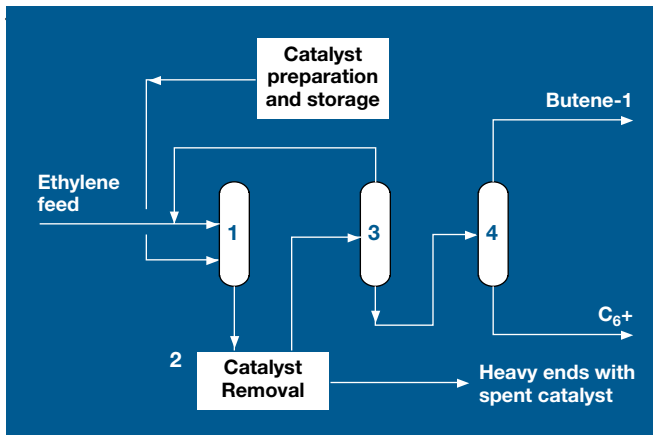 Catalyst
preparation
and storage
Butene-1
Ethylene
feed
1
3
4
C₆+
2
Catalyst
Removal
Heavy ends with
spent catalyst